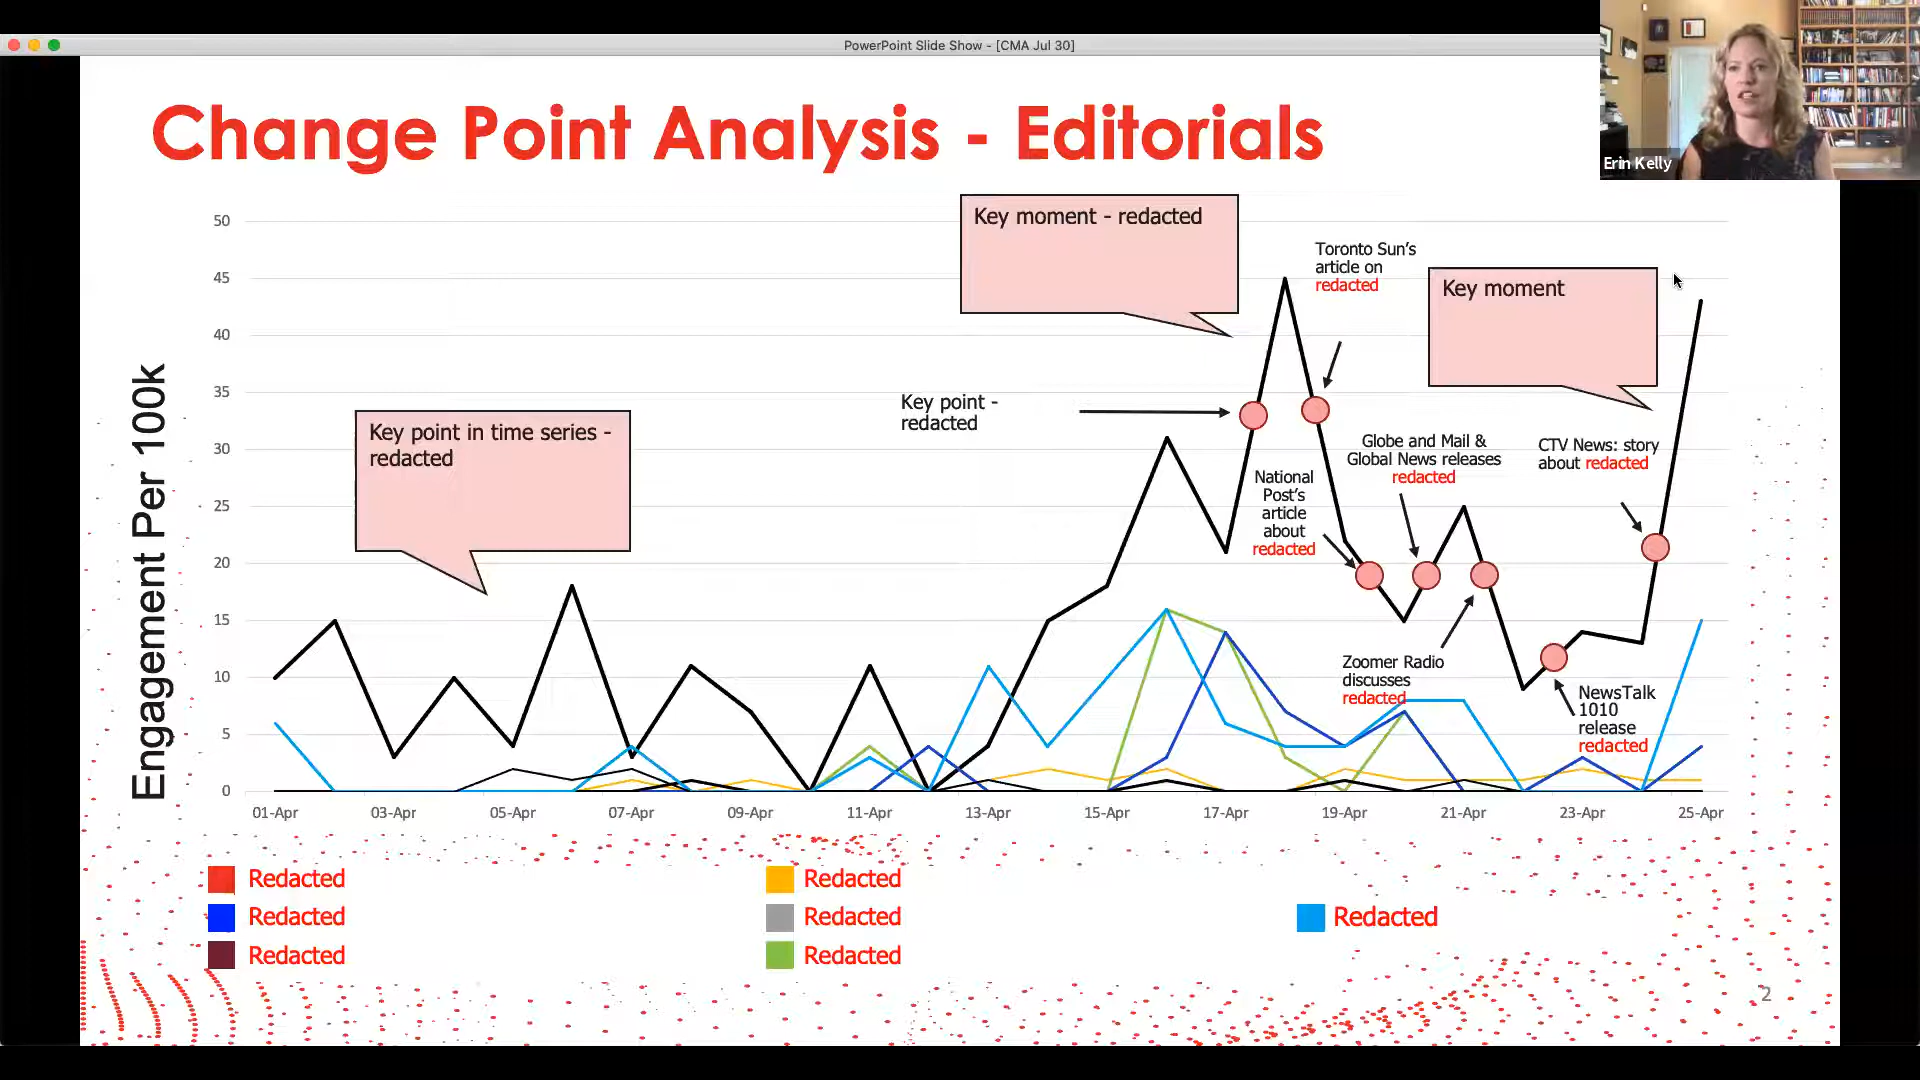 PowerPoint Slide Show - [CMA Jul 30]
Erin Kelly
Change Point Analysis - Editorials
Engagement Per 100k
50
45
40
35
30
25
20
15
10
5
0
Key point in time series -
redacted
Key moment - redacted
Key point -
redacted
Toronto Sun's
article on
redacted
Key moment
National
Post's
article
about
redacted
Globe and Mail &
Global News releases
redacted
CTV News: story
about redacted
Zoomer Radio
discusses
redacted
NewsTalk
1010
release
redacted
01-Apr
03-Apr
05-Apr
07-Apr
09-Apr
11-Apr
13-Apr
15-Apr
17-Apr
19-Apr
21-Apr
23-Apr
25-Apr
Redacted
Redacted
Redacted
Redacted
Redacted
Redacted
Redacted
2